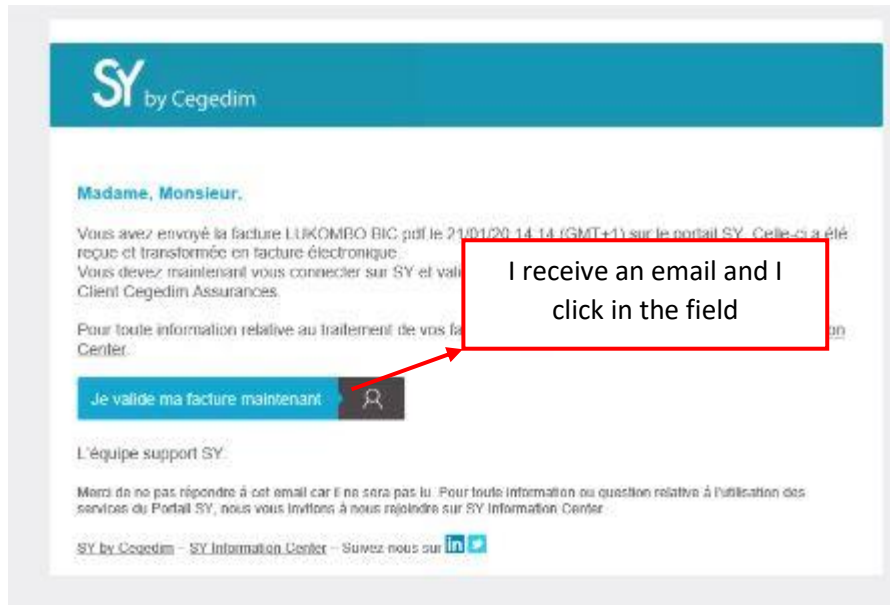 SY by Cegedim
Madame, Monsieur,
Vous avez envoyé la facture LUKOMBO BIC pdf le 21/01/20 14 14 (GMT+1) sur le portail SY. Celle-ci a été
reçue et transformée en facture électronique.
Vous devez maintenant vous connecter sur SY et vali
Client Cegedim Assurances.
I receive an email and I
click in the field
Pour toute information relative au traitement de vos fa
on
Center.
Je valide ma facture maintenant
L'équipe support SY.
Merci de ne pas répondre à cet email car il ne sera pas lu. Pour toute information ou question relative à l'utilisation des
services du Portail SY, nous vous invitons à nous rejoindre sur SY Information Center
SY by Cegedim – SY Information Center – Suivez-nous sur in